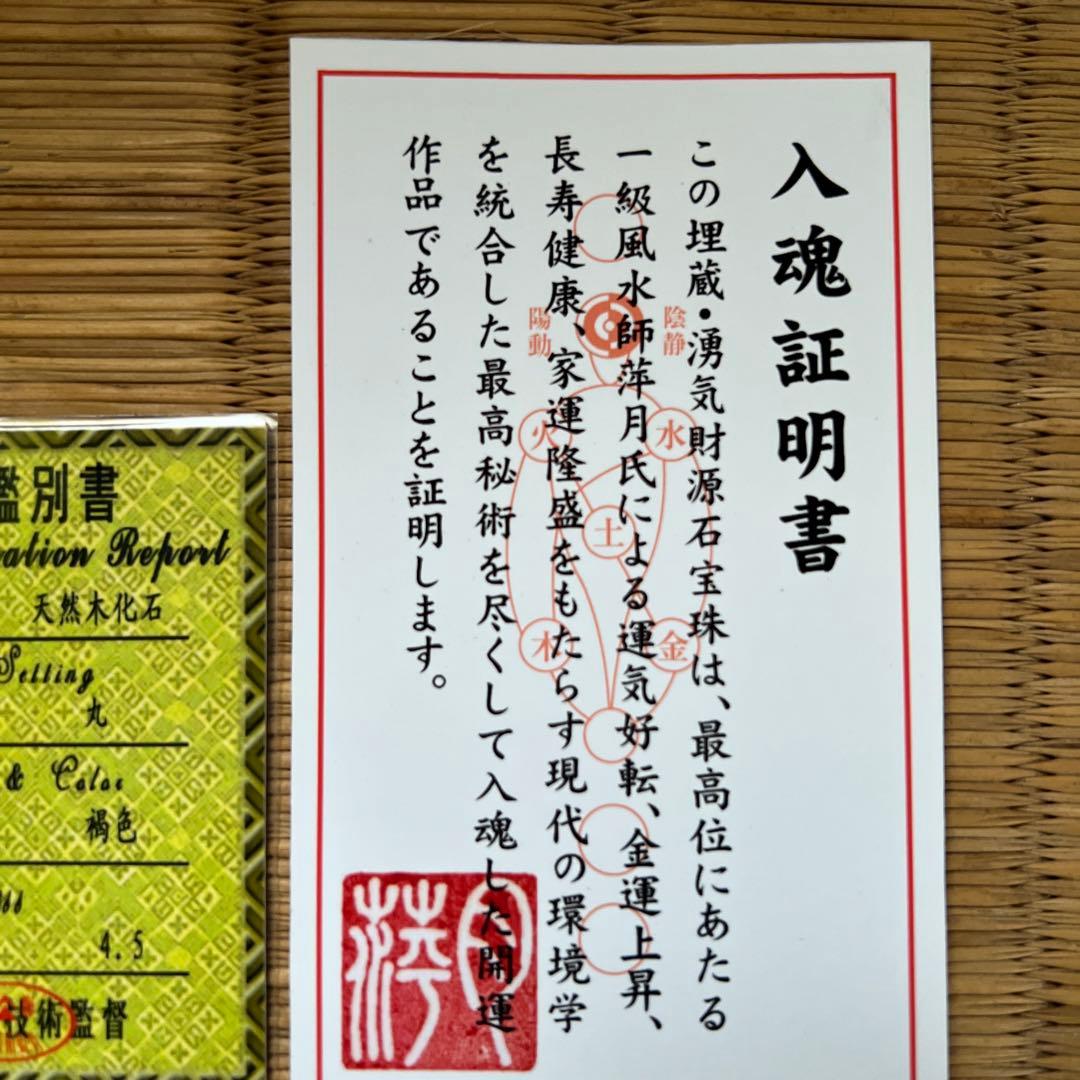 入魂証明書
この埋蔵・湧気財源石宝珠は、最高位にあたる
一級風水師萍月氏による運気好転、金運上昇、
長寿健康、家運隆盛をもたらす現代の環境学
を統合した最高秘術を尽くして入魂した開運
作品であることを証明します。
陰静
陽動
火
水
土
木
金
萍月
鑑別書
ation Report
天然木化石
Setting
丸
& Color
褐色
4.5
技術監督